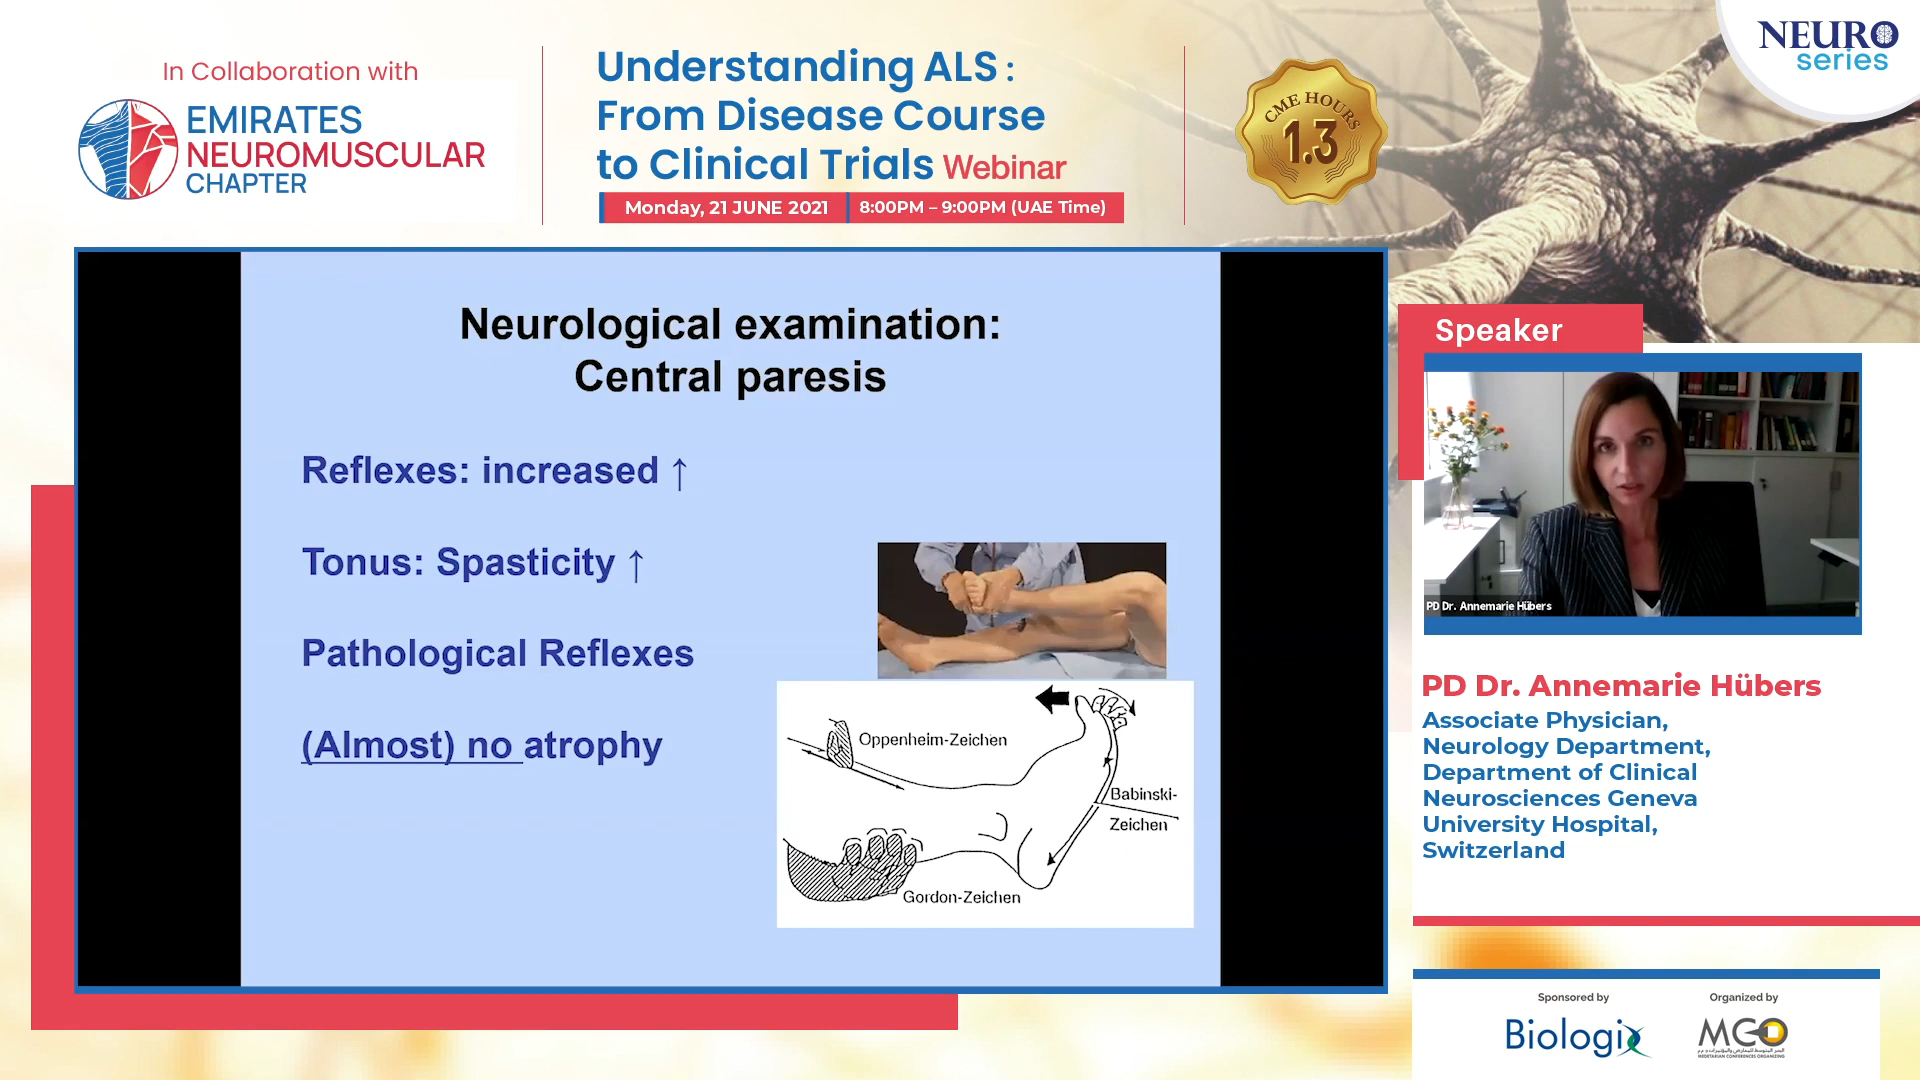 In Collaboration with
EMIRATES
NEUROMUSCULAR
CHAPTER
Understanding ALS :
From Disease Course
to Clinical Trials Webinar
Monday, 21 JUNE 2021
8:00PM – 9:00PM (UAE Time)
CME HOURS
1.3
NEURO
series
Neurological examination:
Central paresis
Reflexes: increased ↑
Tonus: Spasticity ↑
Pathological Reflexes
(Almost) no atrophy
Oppenheim-Zeichen
Babinski-
Zeichen
Gordon-Zeichen
Speaker
PD Dr. Annemarie Hübers
PD Dr. Annemarie Hübers
Associate Physician,
Neurology Department,
Department of Clinical
Neurosciences Geneva
University Hospital,
Switzerland
Sponsored by
Biologix
Organized by
MCO